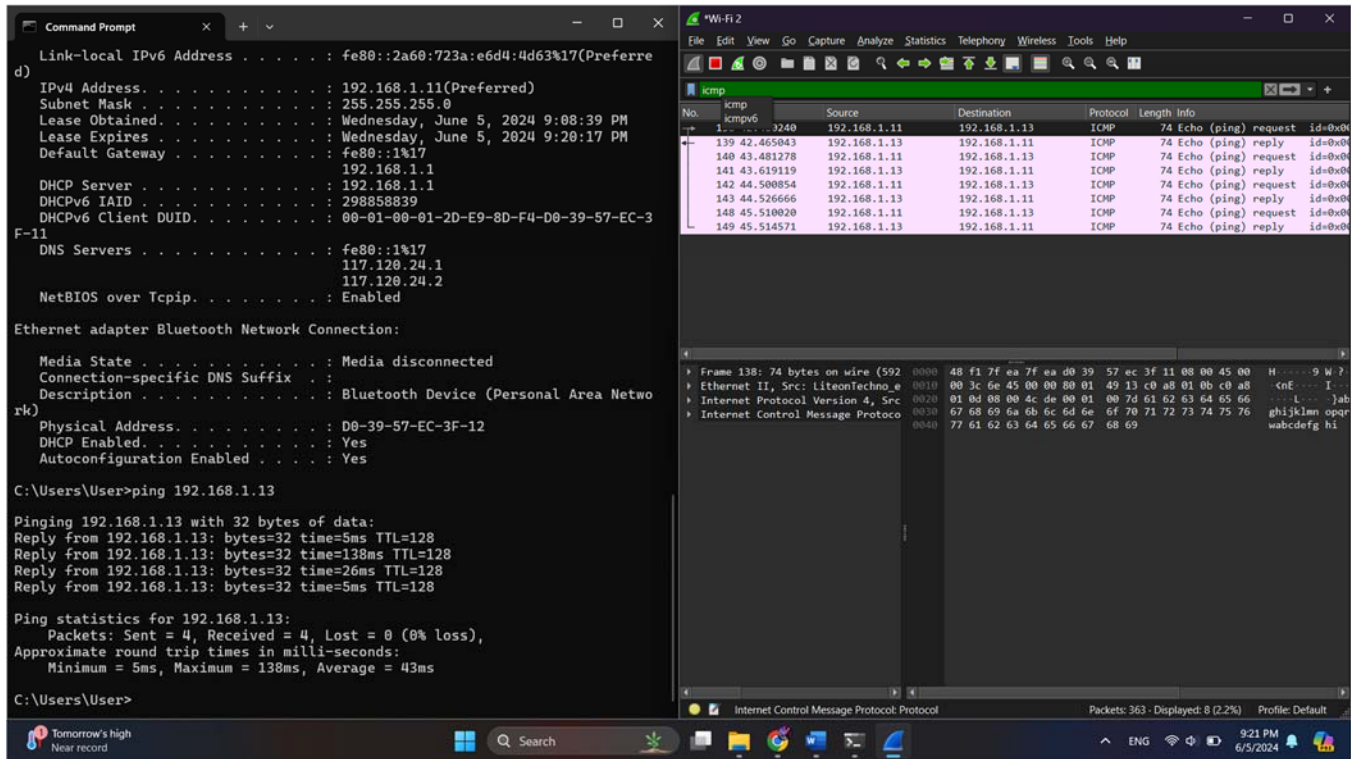 Command Prompt
Link-local IPv6 Address . . . . . : fe80::2a60:723a:e6d4:4d63%17(Preferre
d)
IPv4 Address. . . . . . . . . . . : 192.168.1.11(Preferred)
Subnet Mask . . . . . . . . . . . : 255.255.255.0
Lease Obtained. . . . . . . . . . : Wednesday, June 5, 2024 9:08:39 PM
Lease Expires . . . . . . . . . . : Wednesday, June 5, 2024 9:20:17 PM
Default Gateway . . . . . . . . . : fe80::1%17
192.168.1.1
DHCP Server . . . . . . . . . . . : 192.168.1.1
DHCPv6 IAID . . . . . . . . . . . : 298858839
DHCPv6 Client DUID. . . . . . . . : 00-01-00-01-2D-E9-8D-F4-D0-39-57-EC-3
F-11
DNS Servers . . . . . . . . . . . : fe80::1%17
117.120.24.1
117.120.24.2
NetBIOS over Tcpip. . . . . . . . : Enabled
Ethernet adapter Bluetooth Network Connection:
Media State . . . . . . . . . . . : Media disconnected
Connection-specific DNS Suffix . :
Description . . . . . . . . . . . : Bluetooth Device (Personal Area Netwo
rk)
Physical Address. . . . . . . . . : D0-39-57-EC-3F-12
DHCP Enabled. . . . . . . . . . . : Yes
Autoconfiguration Enabled . . . . : Yes
C:\Users\User>ping 192.168.1.13
Pinging 192.168.1.13 with 32 bytes of data:
Reply from 192.168.1.13: bytes=32 time=5ms TTL=128
Reply from 192.168.1.13: bytes=32 time=138ms TTL=128
Reply from 192.168.1.13: bytes=32 time=26ms TTL=128
Reply from 192.168.1.13: bytes=32 time=5ms TTL=128
Ping statistics for 192.168.1.13:
Packets: Sent = 4, Received = 4, Lost = 0 (0% loss),
Approximate round trip times in milli-seconds:
Minimum = 5ms, Maximum = 138ms, Average = 43ms
C:\Users\User>
*Wi-Fi 2
File Edit View Go Capture Analyze Statistics Telephony Wireless Tools Help
icmp
icmp
icmpv6
No. Source Destination Protocol Length Info
0240 192.168.1.11 192.168.1.13 ICMP 74 Echo (ping) request id=0x00
139 42.465043 192.168.1.13 192.168.1.11 ICMP 74 Echo (ping) reply id=0x00
140 43.481278 192.168.1.11 192.168.1.13 ICMP 74 Echo (ping) request id=0x00
141 43.619119 192.168.1.13 192.168.1.11 ICMP 74 Echo (ping) reply id=0x00
142 44.500854 192.168.1.11 192.168.1.13 ICMP 74 Echo (ping) request id=0x00
143 44.526666 192.168.1.13 192.168.1.11 ICMP 74 Echo (ping) reply id=0x00
148 45.510020 192.168.1.11 192.168.1.13 ICMP 74 Echo (ping) request id=0x00
149 45.514571 192.168.1.13 192.168.1.11 ICMP 74 Echo (ping) reply id=0x00
Frame 138: 74 bytes on wire (592
Ethernet II, Src: LiteonTechno_e
Internet Protocol Version 4, Src
Internet Control Message Protoco
0000 48 f1 7f ea 7f ea d0 39 57 ec 3f 11 08 00 45 00 H······9 W·?·
0010 00 3c 6e 45 00 00 80 01 49 13 c0 a8 01 0b c0 a8 ·<nE···· I···
0020 01 0d 08 00 4c de 00 01 00 7d 61 62 63 64 65 66 ····L··· ·}ab
0030 67 68 69 6a 6b 6c 6d 6e 6f 70 71 72 73 74 75 76 ghijklmn opqr
0040 77 61 62 63 64 65 66 67 68 69 wabcdefg hi
Internet Control Message Protocol: Protocol
Packets: 363 · Displayed: 8 (2.2%)
Profile: Default
1
Tomorrow's high
Near record
Search
ENG
9:21 PM
6/5/2024